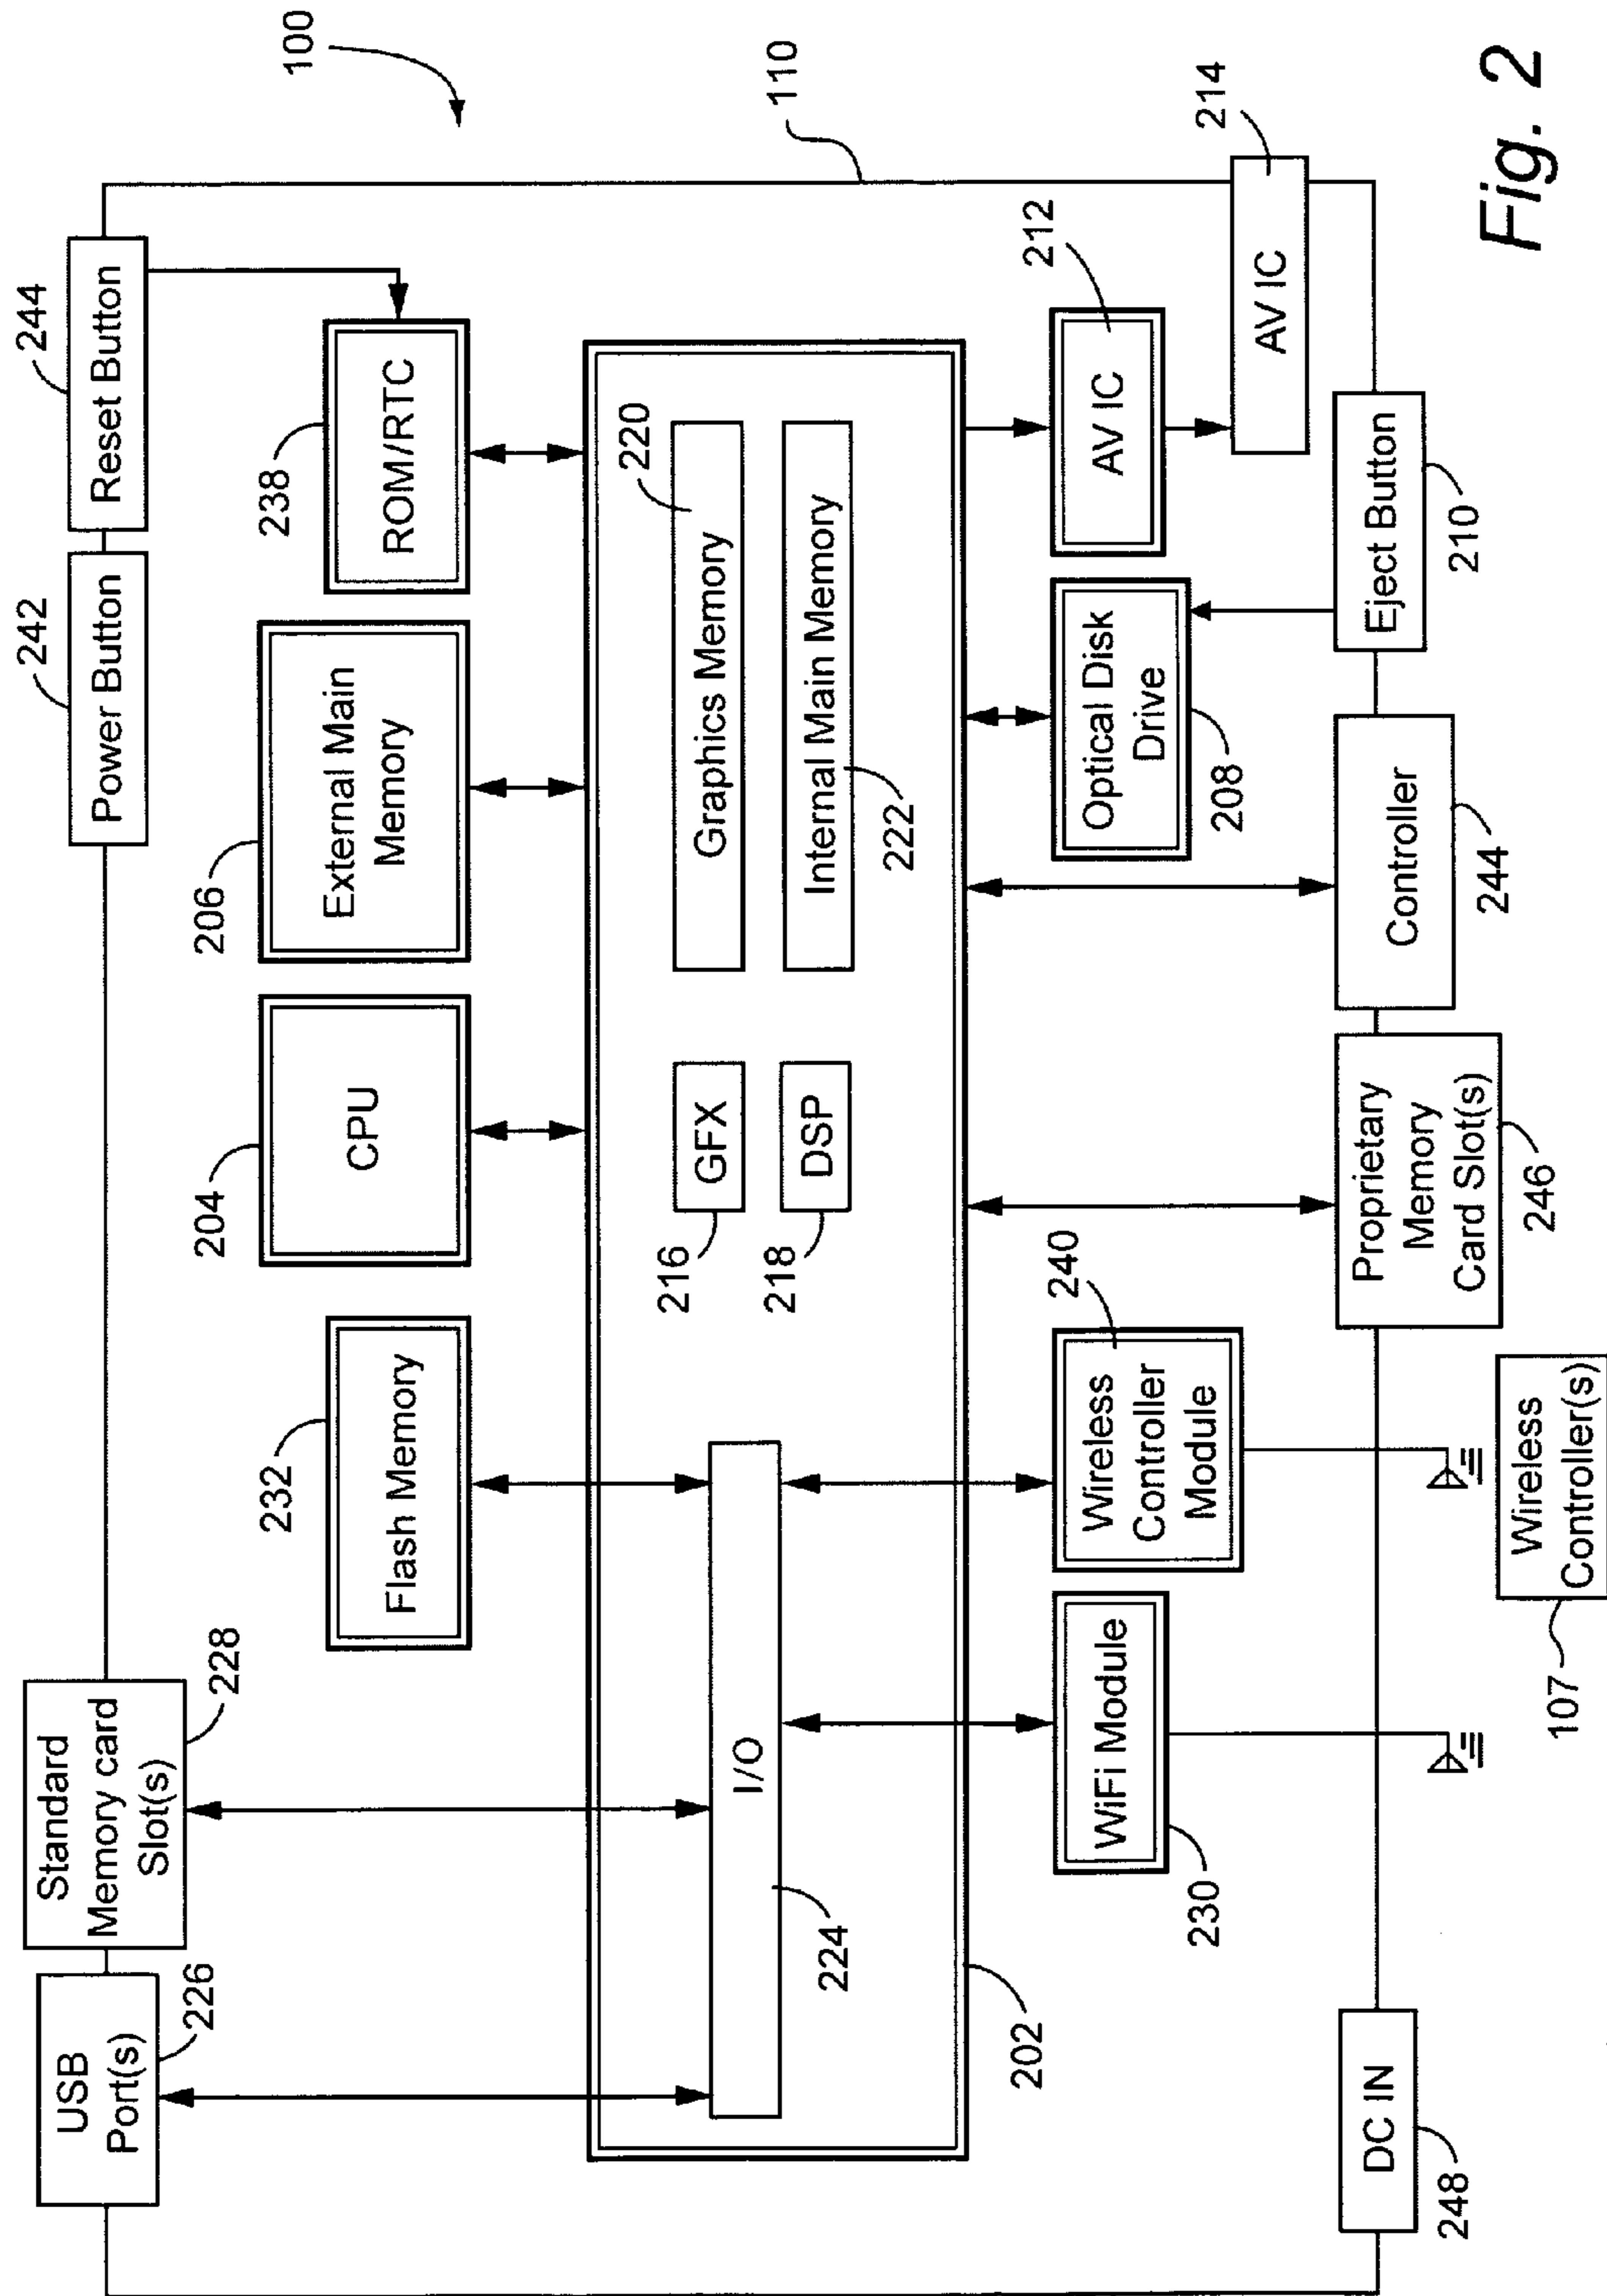 100
USB
Port(s)
226
Standard
Memory card
Slot(s)
228
242
Power Button
244
Reset Button
232
Flash Memory
204
CPU
206
External Main
Memory
238
ROM/RTC
110
I/O
224
216
GFX
218
DSP
220
Graphics Memory
Internal Main Memory
222
202
WiFi Module
230
240
Wireless
Controller
Module
Optical Disk
Drive
208
212
AV IC
214
AV IC
DC IN
248
Proprietary
Memory
Card Slot(s)
246
Controller
244
Eject Button
210
107
Wireless
Controller(s)
Fig. 2